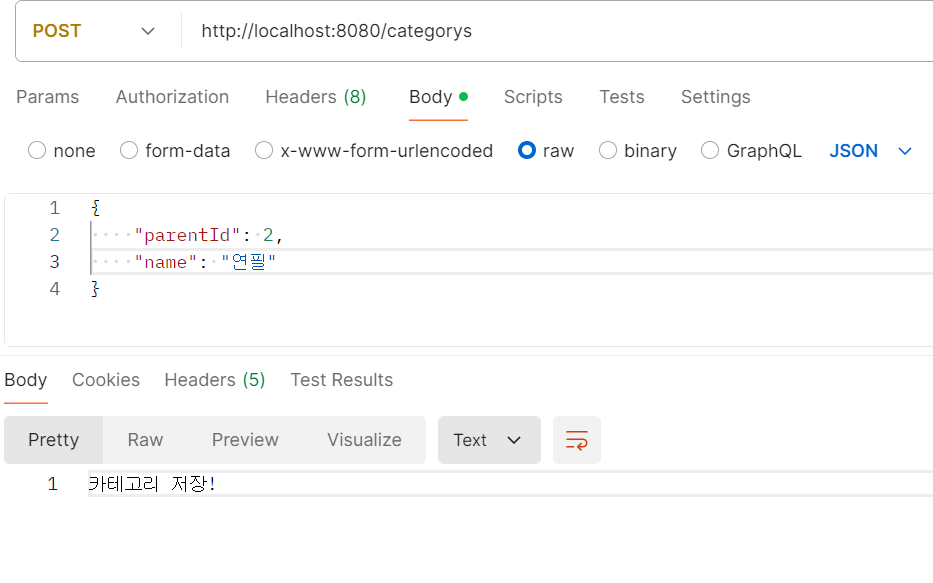 POST http://localhost:8080/categorys
Params Authorization Headers (8) Body Scripts Tests Settings
none form-data x-www-form-urlencoded raw binary GraphQL JSON
1 {
2 "parentId": 2,
3 "name": "연필"
4 }
Body Cookies Headers (5) Test Results
Pretty Raw Preview Visualize Text
1 카테고리 저장!